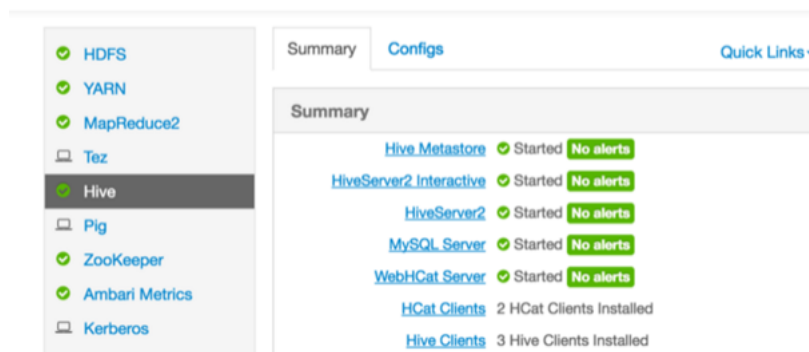 HDFS
YARN
MapReduce2
Tez
Hive
Pig
ZooKeeper
Ambari Metrics
Kerberos
Summary Configs Quick Links
Summary
Hive Metastore Started No alerts
HiveServer2 Interactive Started No alerts
HiveServer2 Started No alerts
MySQL Server Started No alerts
WebHCat Server Started No alerts
HCat Clients 2 HCat Clients Installed
Hive Clients 3 Hive Clients Installed